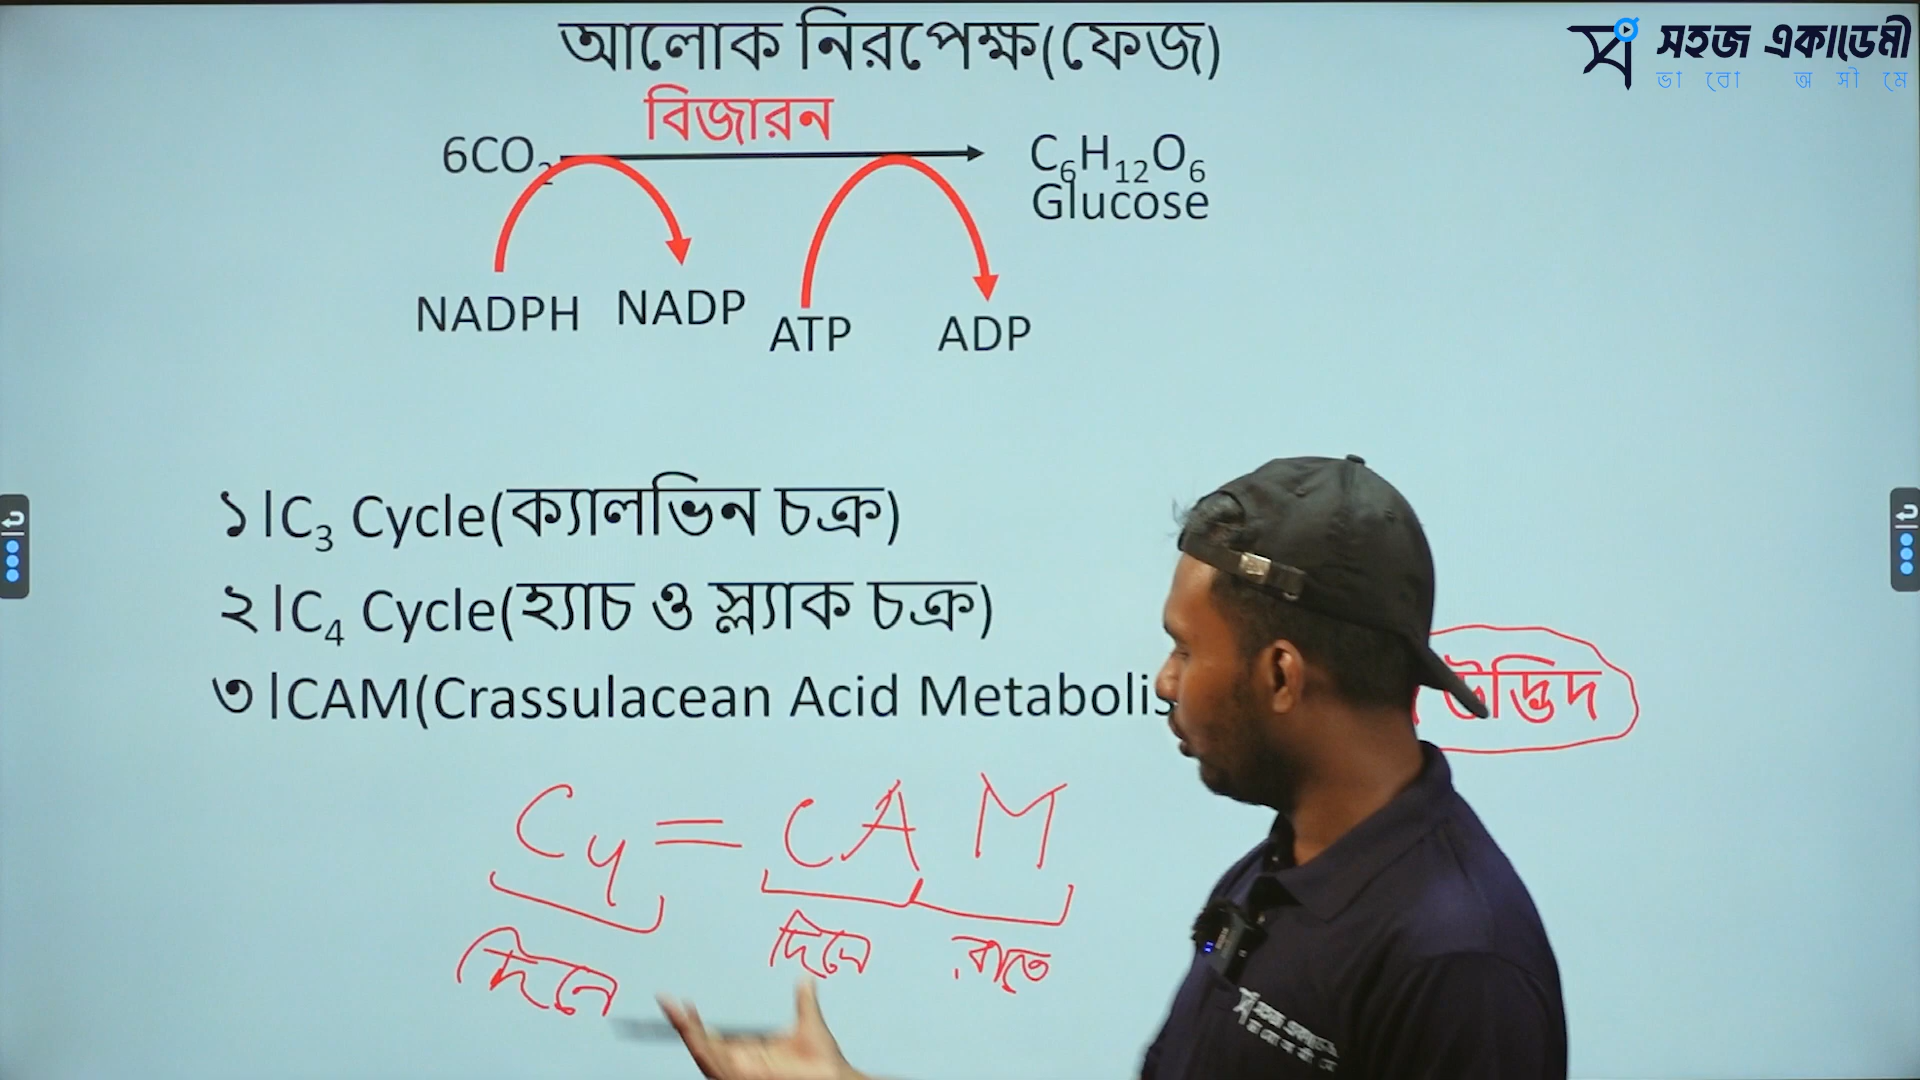 আলোক নিরপেক্ষ(ফেজ)
সহজ একাডেমী
ভাবো অসীমে
বিজারন
6CO₂ C₆H₁₂O₆
Glucose
NADPH NADP ATP ADP
১।C₃ Cycle(ক্যালভিন চক্র)
২।C₄ Cycle(হ্যাচ ও স্ল্যাক চক্র)
৩।CAM(Crassulacean Acid Metabolis
উদ্ভিদ
C₄ = CAM
দিনে দিনে রাতে